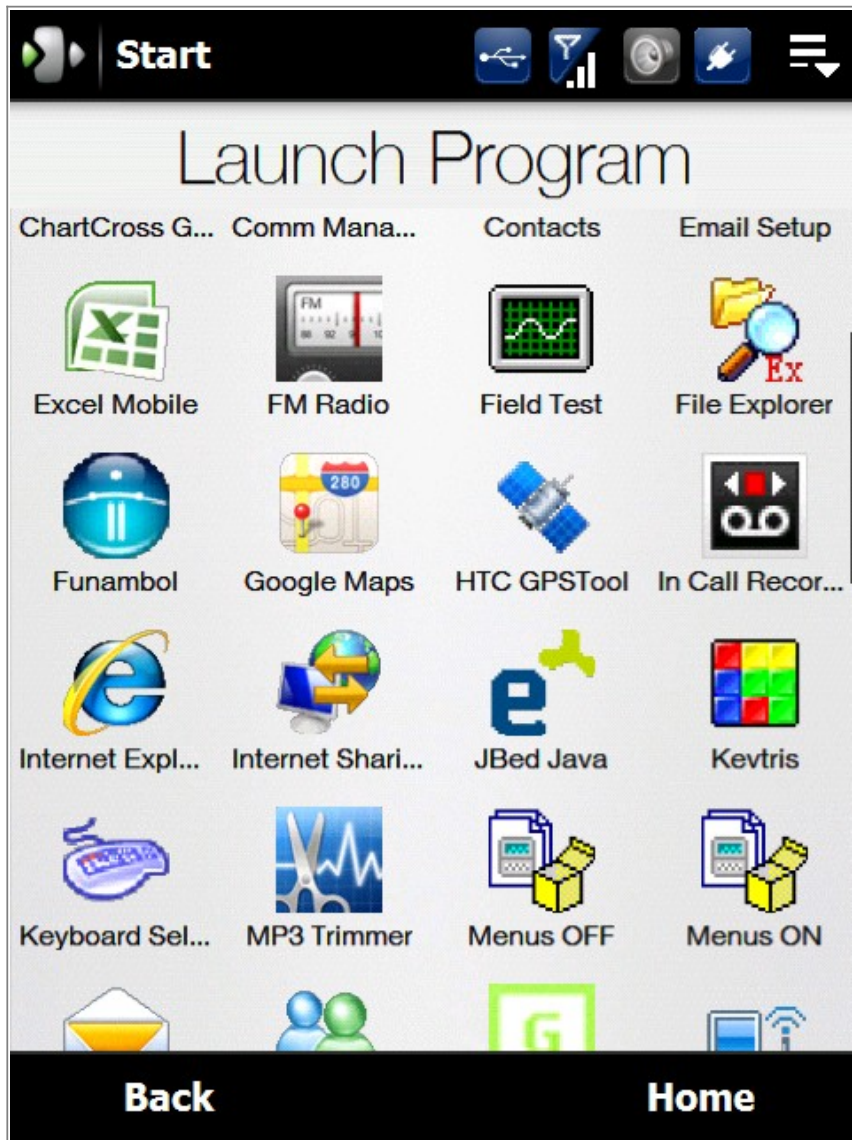 Start
Launch Program
ChartCross G... Comm Mana... Contacts Email Setup
FM
88 92
Ex
Excel Mobile FM Radio Field Test File Explorer
280
Funambol Google Maps HTC GPSTool In Call Recor...
Internet Expl... Internet Shari... JBed Java Kevtris
Keyboard Sel... MP3 Trimmer Menus OFF Menus ON
G
Back Home